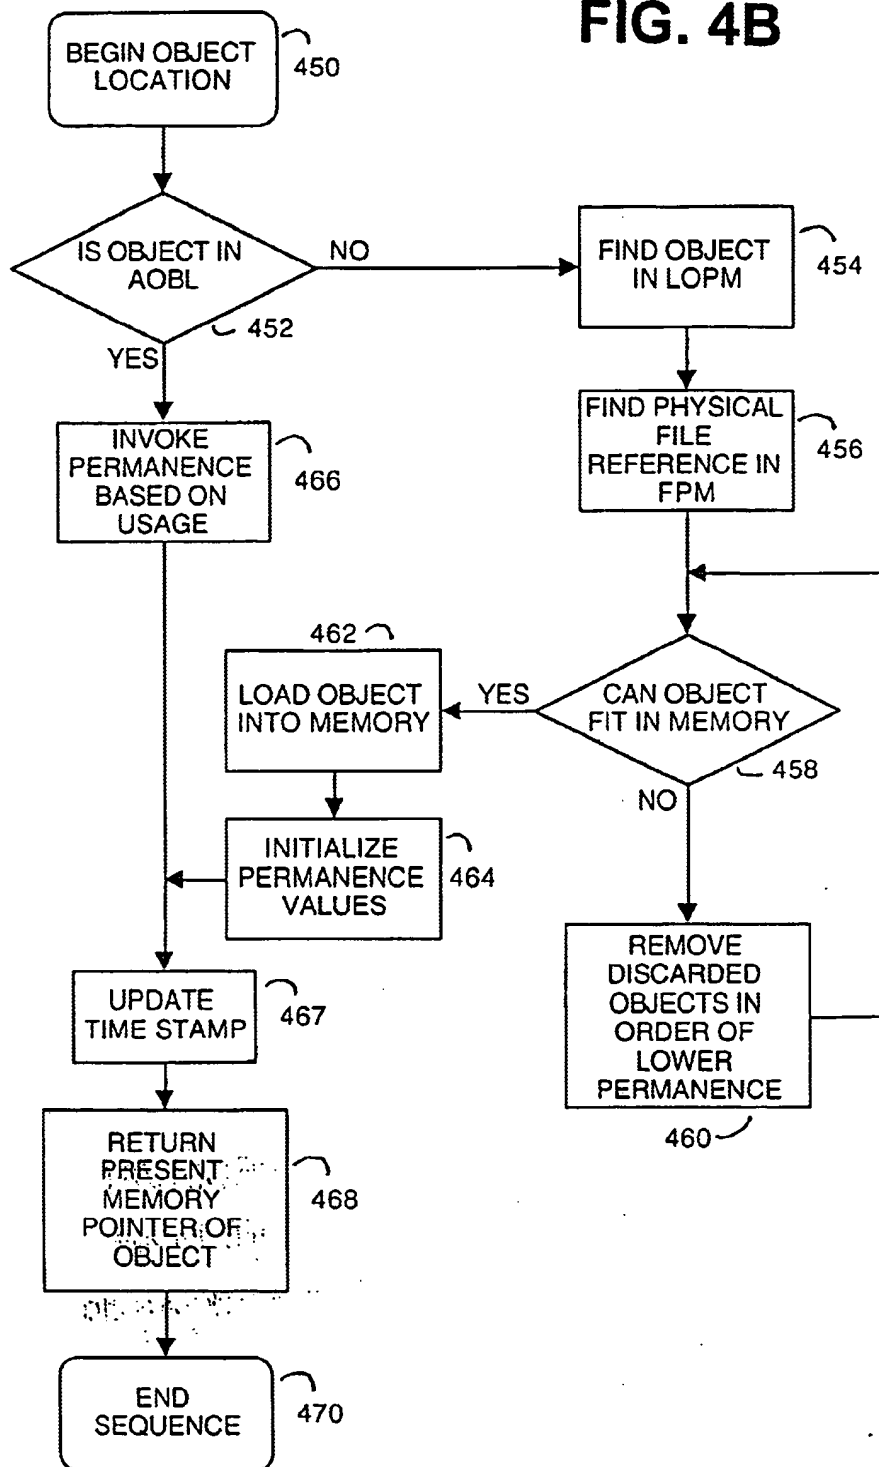 FIG. 4B
BEGIN OBJECT
LOCATION
450
IS OBJECT IN
AOBL
452
NO
YES
FIND OBJECT
IN LOPM
454
FIND PHYSICAL
FILE
REFERENCE IN
FPM
456
INVOKE
PERMANENCE
BASED ON
USAGE
466
CAN OBJECT
FIT IN MEMORY
458
YES
NO
462
LOAD OBJECT
INTO MEMORY
INITIALIZE
PERMANENCE
VALUES
464
REMOVE
DISCARDED
OBJECTS IN
ORDER OF
LOWER
PERMANENCE
460
UPDATE
TIME STAMP
467
RETURN
PRESENT
MEMORY
POINTER OF
OBJECT
468
END
SEQUENCE
470